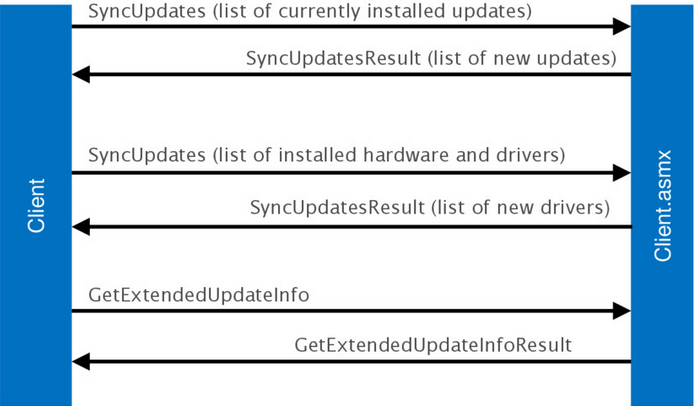 SyncUpdates (list of currently installed updates)
SyncUpdatesResult (list of new updates)
SyncUpdates (list of installed hardware and drivers)
SyncUpdatesResult (list of new drivers)
GetExtendedUpdateInfo
GetExtendedUpdateInfoResult
Client
Client.asmx